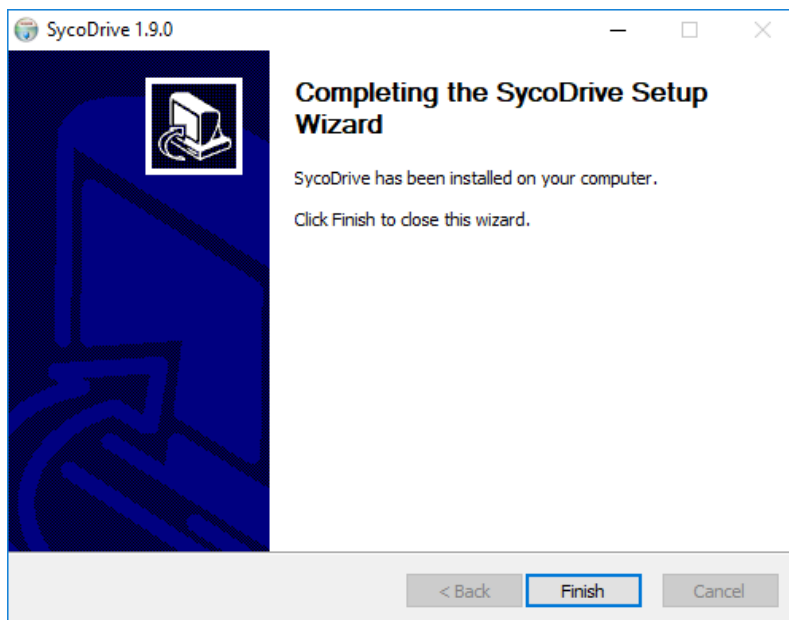 SycoDrive 1.9.0
Completing the SycoDrive Setup
Wizard
SycoDrive has been installed on your computer.
Click Finish to close this wizard.
< Back
Finish
Cancel